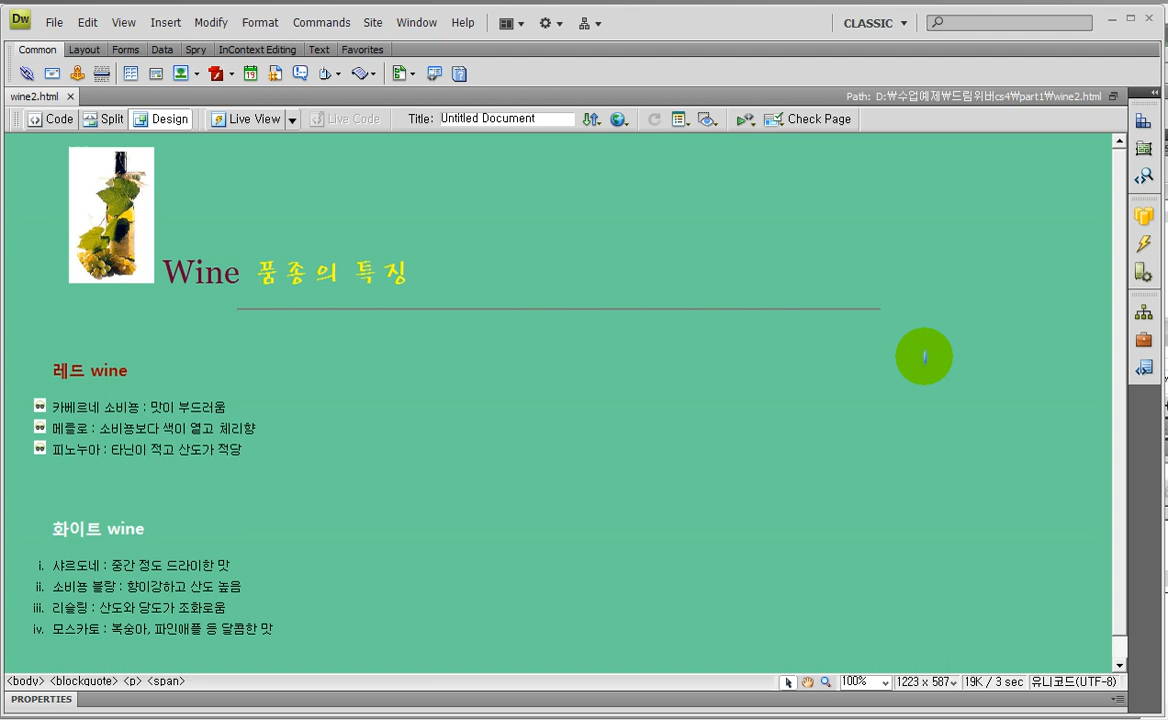 Dw File Edit View Insert Modify Format Commands Site Window Help CLASSIC
Common Layout Forms Data Spry InContext Editing Text Favorites
wine2.html Path: D:₩수업예제₩드림위버cs4₩part1₩wine2.html
Code Split Design Live View Live Code Title: Untitled Document Check Page
Wine 품종의 특징
레드 wine
카베르네 소비뇽 : 맛이 부드러움
메를로 : 소비뇽보다 색이 옅고 체리향
피노누아 : 타닌이 적고 산도가 적당
화이트 wine
i. 샤르도네 : 중간 정도 드라이한 맛
ii. 소비뇽 블랑 : 향이강하고 산도 높음
iii. 리슬링 : 산도와 당도가 조화로움
iv. 모스카토 : 복숭아, 파인애플 등 달콤한 맛
<body> <blockquote> <p> <span> 100% 1223 x 587 19K / 3 sec 유니코드(UTF-8)
PROPERTIES